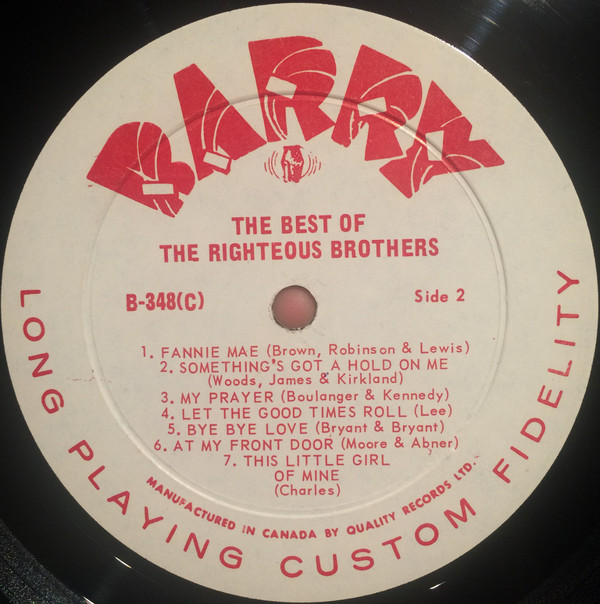 BARRY
THE BEST OF
THE RIGHTEOUS BROTHERS
B-348(C)
Side 2
1. FANNIE MAE (Brown, Robinson & Lewis)
2. SOMETHING'S GOT A HOLD ON ME
(Woods, James & Kirkland)
3. MY PRAYER (Boulanger & Kennedy)
4. LET THE GOOD TIMES ROLL (Lee)
5. BYE BYE LOVE (Bryant & Bryant)
6. AT MY FRONT DOOR (Moore & Abner)
7. THIS LITTLE GIRL
OF MINE
(Charles)
MANUFACTURED IN CANADA BY QUALITY RECORDS LTD.
LONG PLAYING CUSTOM FIDELITY